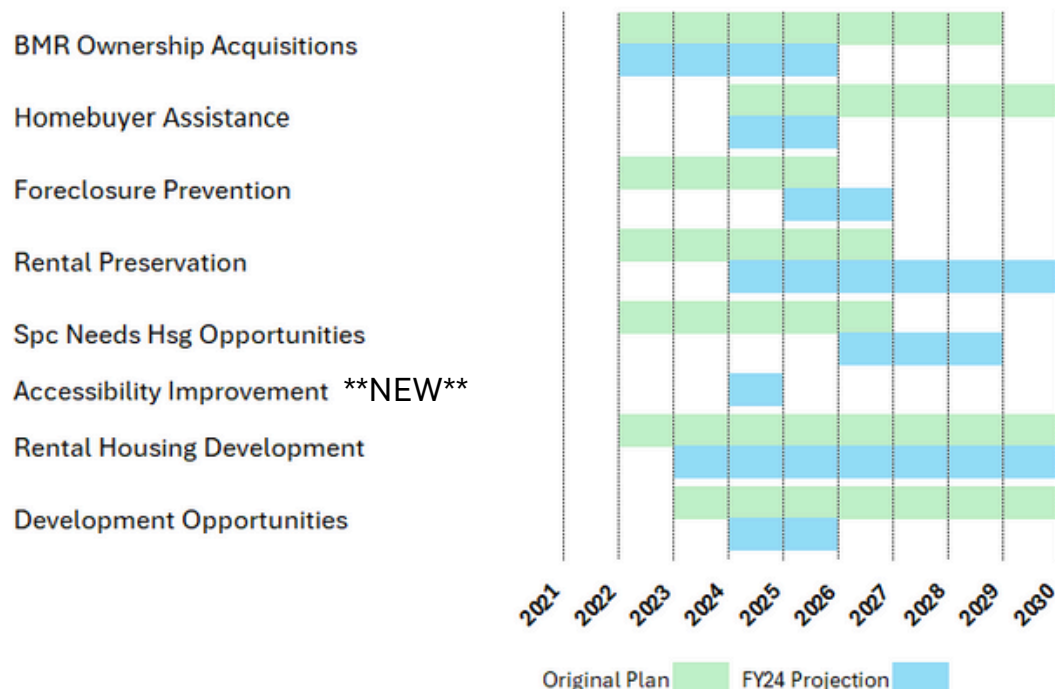 BMR Ownership Acquisitions
Homebuyer Assistance
Foreclosure Prevention
Rental Preservation
Spc Needs Hsg Opportunities
Accessibility Improvement **NEW**
Rental Housing Development
Development Opportunities
2021 2022 2023 2024 2025 2026 2027 2028 2029 2030
Original Plan FY24 Projection